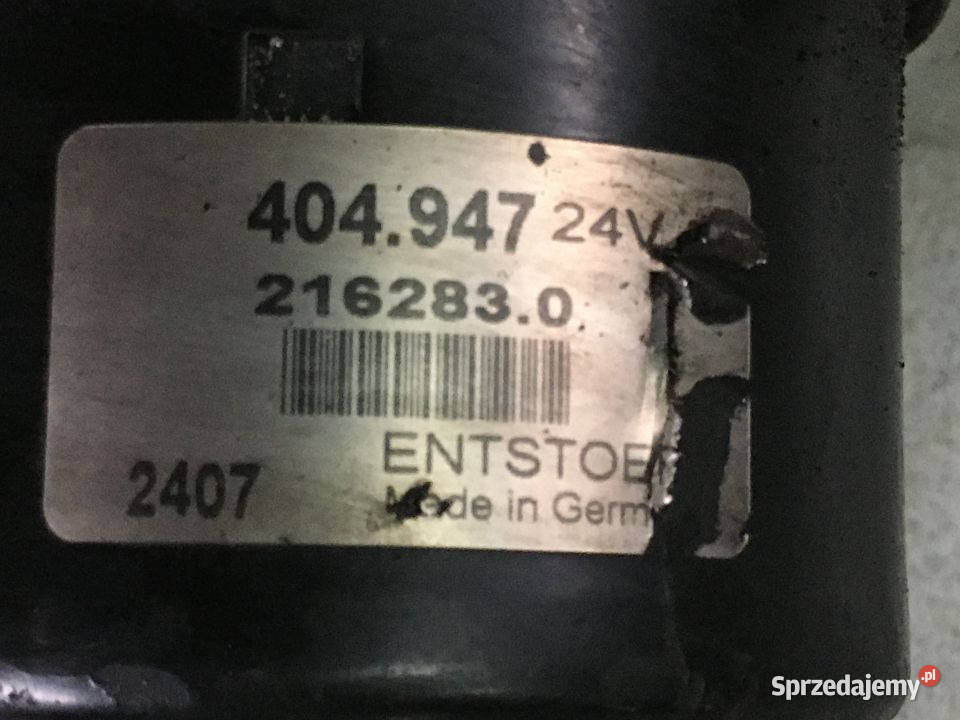 404.947 24V
216283.0
ENTSTOE
2407
Made in Germ
Sprzedajemy.pl